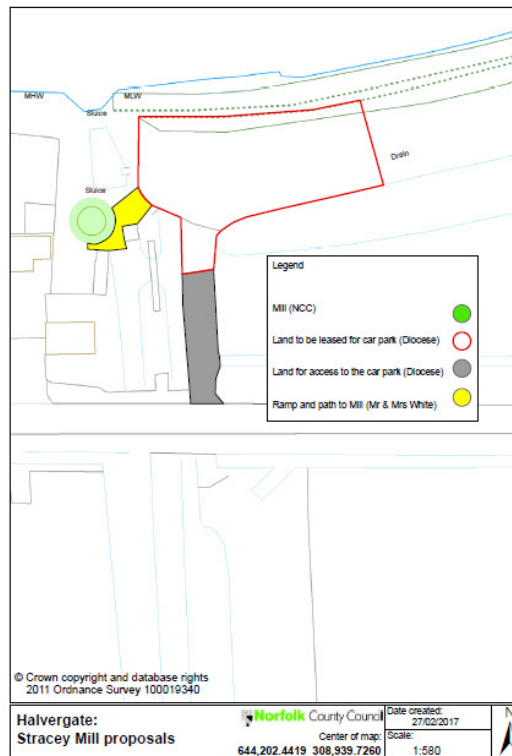 MHW
MLW
Sluice
Drain
Sluice
Legend
Mill (NCC)
Land to be leased for car park (Diocese)
Land for access to the car park (Diocese)
Ramp and path to Mill (Mr & Mrs White)
© Crown copyright and database rights
2011 Ordnance Survey 100019340
Halvergate:
Stracey Mill proposals
Norfolk County Council
Center of map:
644,202.4419 308,939.7260
Date created:
27/02/2017
Scale:
1:580
N